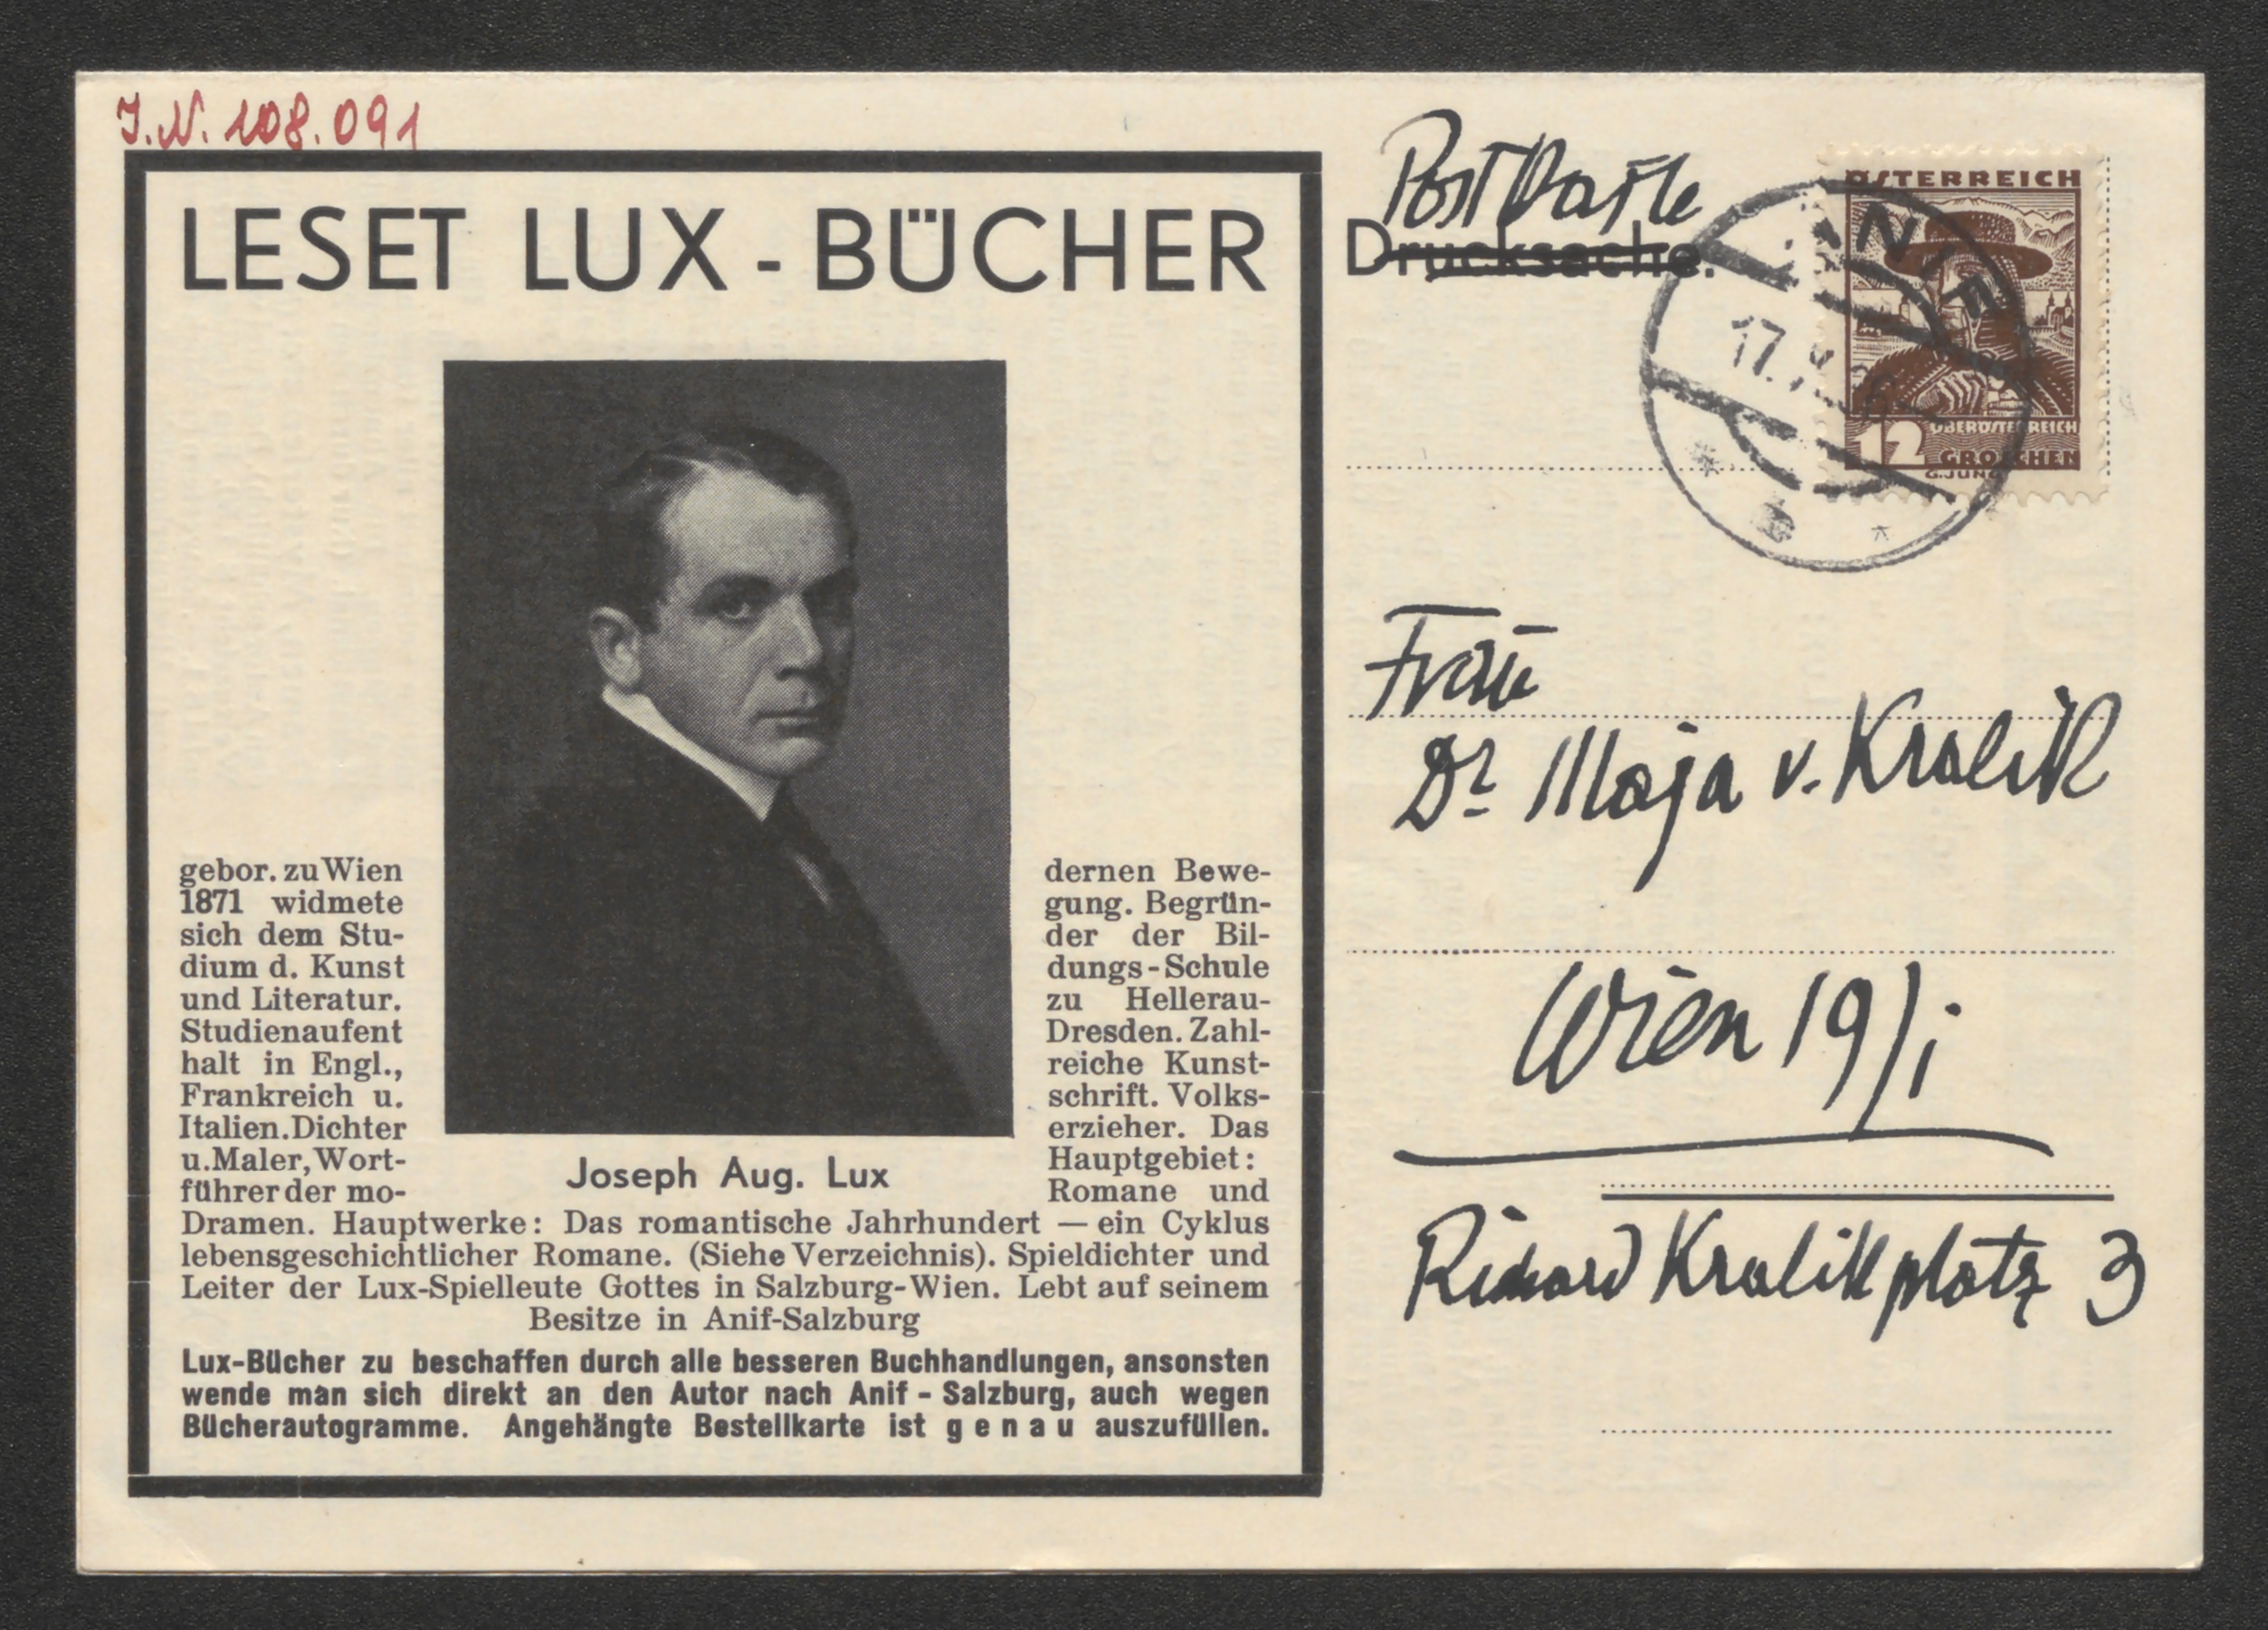 J.N. 108.091
LESET LUX - BÜCHER
gebor. zu Wien
1871 widmete
sich dem Stu-
dium d. Kunst
und Literatur.
Studienaufent
halt in Engl.,
Frankreich u.
Italien. Dichter
u. Maler, Wort-
führer der mo-
dernen Bewe-
gung. Begrün-
der der Bil-
dungs-Schule
zu Hellerau-
Dresden. Zahl-
reiche Kunst-
schrift. Volks-
erzieher. Das
Hauptgebiet:
Romane und
Joseph Aug. Lux
Dramen. Hauptwerke: Das romantische Jahrhundert — ein Cyklus
lebensgeschichtlicher Romane. (Siehe Verzeichnis). Spieldichter und
Leiter der Lux-Spielleute Gottes in Salzburg-Wien. Lebt auf seinem
Besitze in Anif-Salzburg
Lux-Bücher zu beschaffen durch alle besseren Buchhandlungen, ansonsten
wende man sich direkt an den Autor nach Anif - Salzburg, auch wegen
Bücherautogramme. Angehängte Bestellkarte ist genau auszufüllen.
Postkarte
Drucksache.
ÖSTERREICH
OBERÖSTERREICH
12 GROSCHEN
G. JUNG
ANIF
17.
Frau
Dr Maja v. Kralik
Wien 19/i
Richard Kralikplatz 3